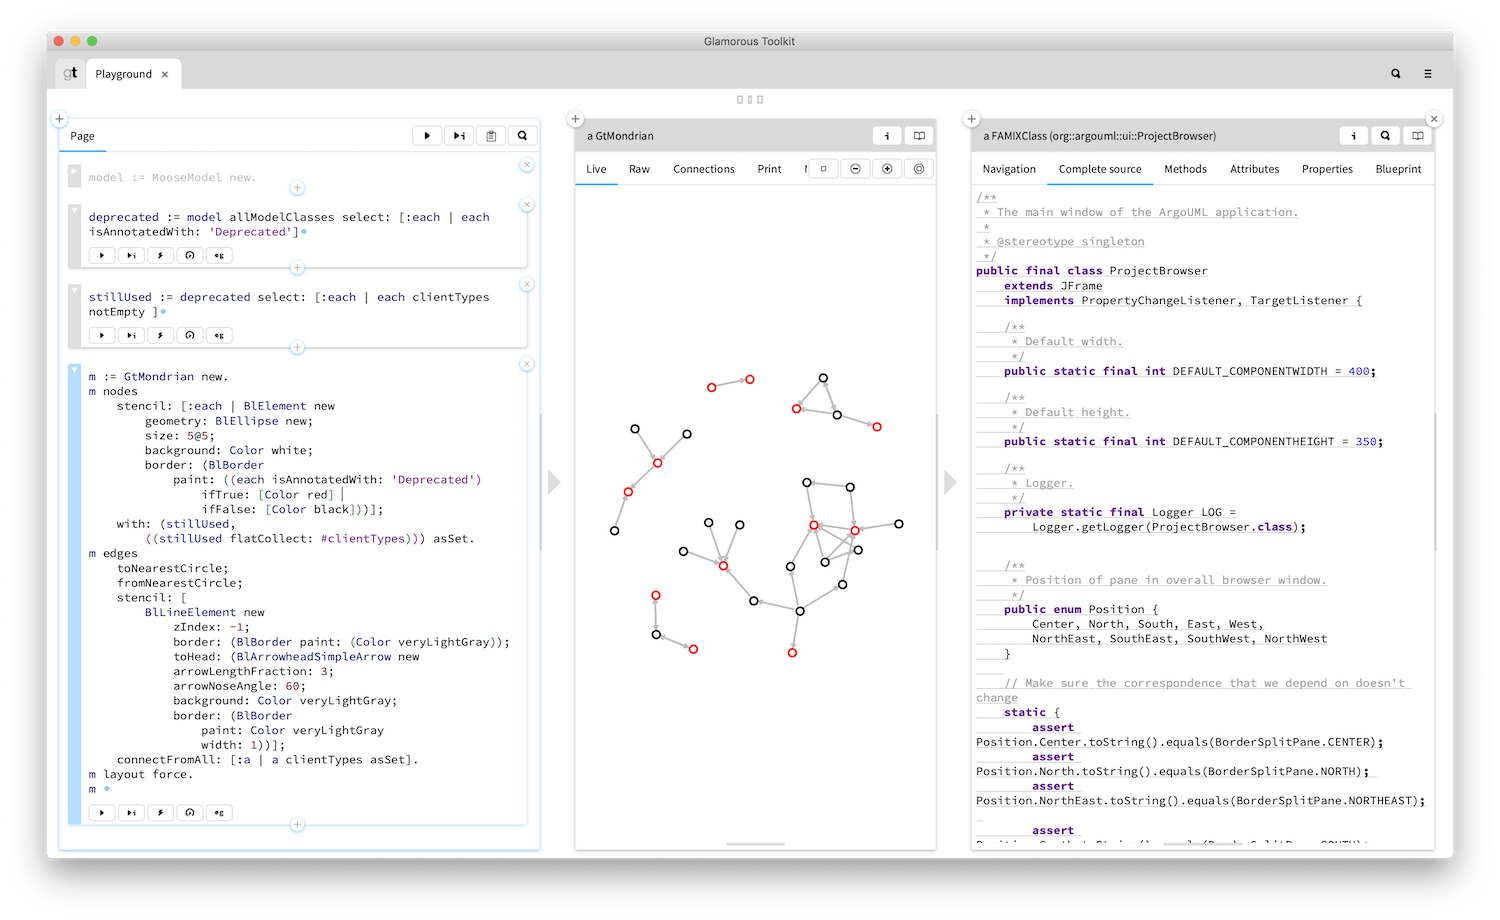 Glamorous Toolkit
gt
Playground
Page
model := MooseModel new.
deprecated := model allModelClasses select: [:each | each
isAnnotatedWith: 'Deprecated']
eg
stillUsed := deprecated select: [:each | each clientTypes
notEmpty ]
eg
m := GtMondrian new.
m nodes
stencil: [:each | BlElement new
geometry: BlEllipse new;
size: 5@5;
background: Color white;
border: (BlBorder
paint: ((each isAnnotatedWith: 'Deprecated')
ifTrue: [Color red]
ifFalse: [Color black]))];
with: (stillUsed,
((stillUsed flatCollect: #clientTypes))) asSet.
m edges
toNearestCircle;
fromNearestCircle;
stencil: [
BlLineElement new
zIndex: -1;
border: (BlBorder paint: (Color veryLightGray));
toHead: (BlArrowheadSimpleArrow new
arrowLengthFraction: 3;
arrowNoseAngle: 60;
background: Color veryLightGray;
border: (BlBorder
paint: Color veryLightGray
width: 1))];
connectFromAll: [:a | a clientTypes asSet].
m layout force.
m
eg
a GtMondrian
i
Live Raw Connections Print
a FAMIXClass (org::argouml::ui::ProjectBrowser)
i
Navigation Complete source Methods Attributes Properties Blueprint
/**
* The main window of the ArgoUML application.
*
* @stereotype singleton
*/
public final class ProjectBrowser
extends JFrame
implements PropertyChangeListener, TargetListener {
/**
* Default width.
*/
public static final int DEFAULT_COMPONENTWIDTH = 400;
/**
* Default height.
*/
public static final int DEFAULT_COMPONENTHEIGHT = 350;
/**
* Logger.
*/
private static final Logger LOG =
Logger.getLogger(ProjectBrowser.class);
/**
* Position of pane in overall browser window.
*/
public enum Position {
Center, North, South, East, West,
NorthEast, SouthEast, SouthWest, NorthWest
}
// Make sure the correspondence that we depend on doesn't
change
static {
assert
Position.Center.toString().equals(BorderSplitPane.CENTER);
assert
Position.North.toString().equals(BorderSplitPane.NORTH);
assert
Position.NorthEast.toString().equals(BorderSplitPane.NORTHEAST);
assert